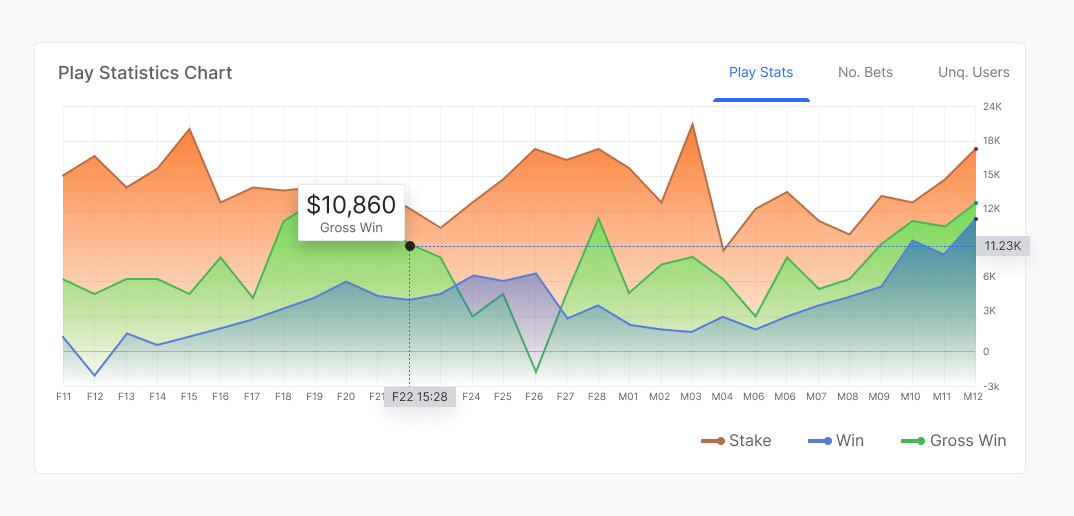 Play Statistics Chart
Play Stats No. Bets Unq. Users
24K
18K
15K
12K
$10,860
Gross Win
11.23K
6K
3K
0
-3k
F11 F12 F13 F14 F15 F16 F17 F18 F19 F20 F21 F22 15:28 F24 F25 F26 F27 F28 M01 M02 M03 M04 M06 M06 M07 M08 M09 M10 M11 M12
Stake Win Gross Win